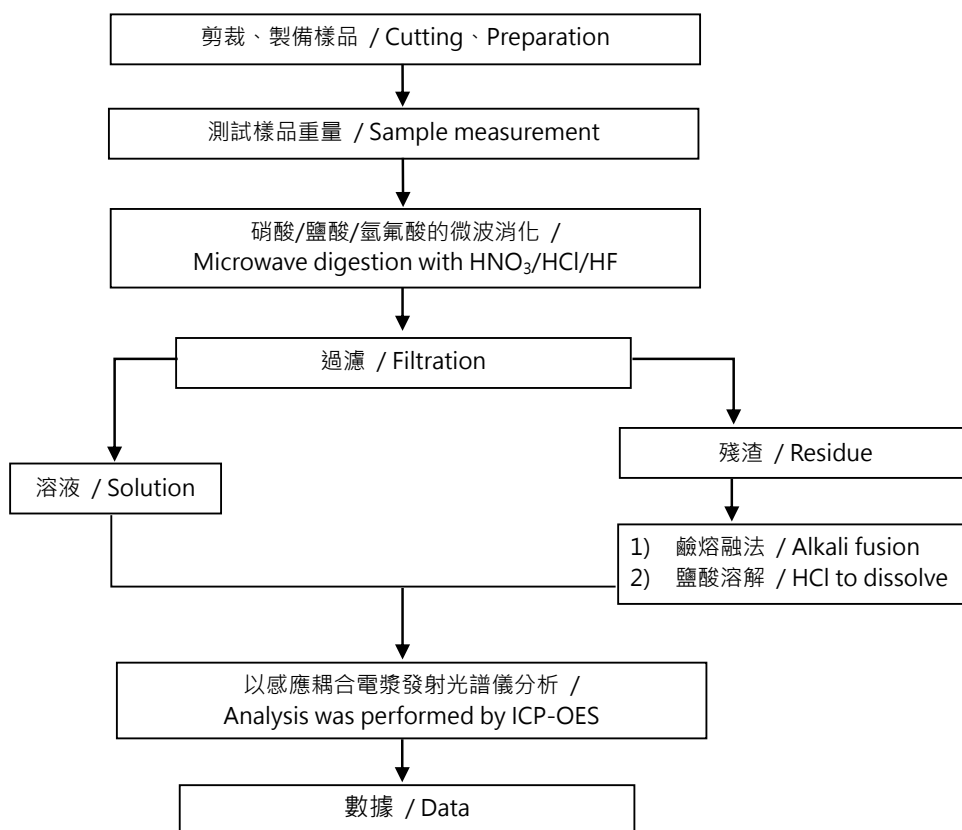 剪裁、製備樣品 / Cutting、Preparation
測試樣品重量 / Sample measurement
硝酸/鹽酸/氫氟酸的微波消化 /
Microwave digestion with HNO₃/HCl/HF
過濾 / Filtration
溶液 / Solution
殘渣 / Residue
1) 鹼熔融法 / Alkali fusion
2) 鹽酸溶解 / HCl to dissolve
以感應耦合電漿發射光譜儀分析 /
Analysis was performed by ICP-OES
數據 / Data